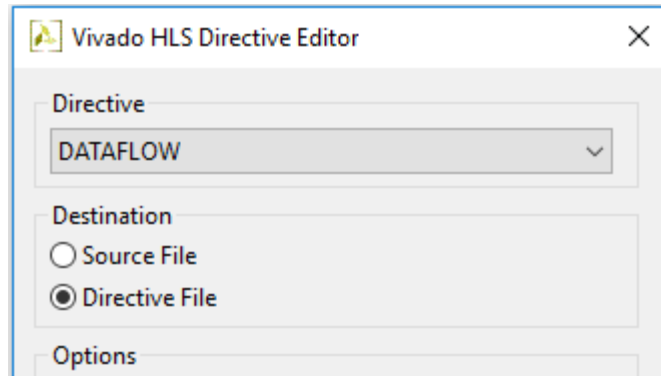 Vivado HLS Directive Editor
Directive
DATAFLOW
Destination
Source File
Directive File
Options